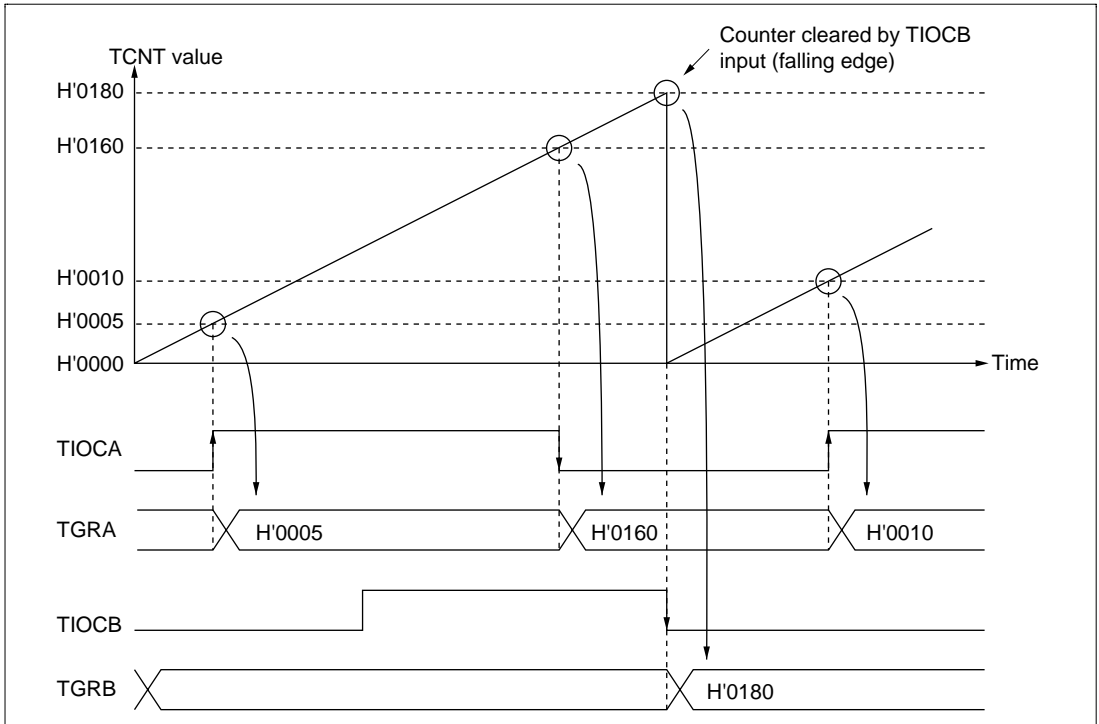 Counter cleared by TIOCB
input (falling edge)
TCNT value
H'0180
H'0160
H'0010
H'0005
H'0000
Time
TIOCA
TGRA
H'0005
H'0160
H'0010
TIOCB
TGRB
H'0180